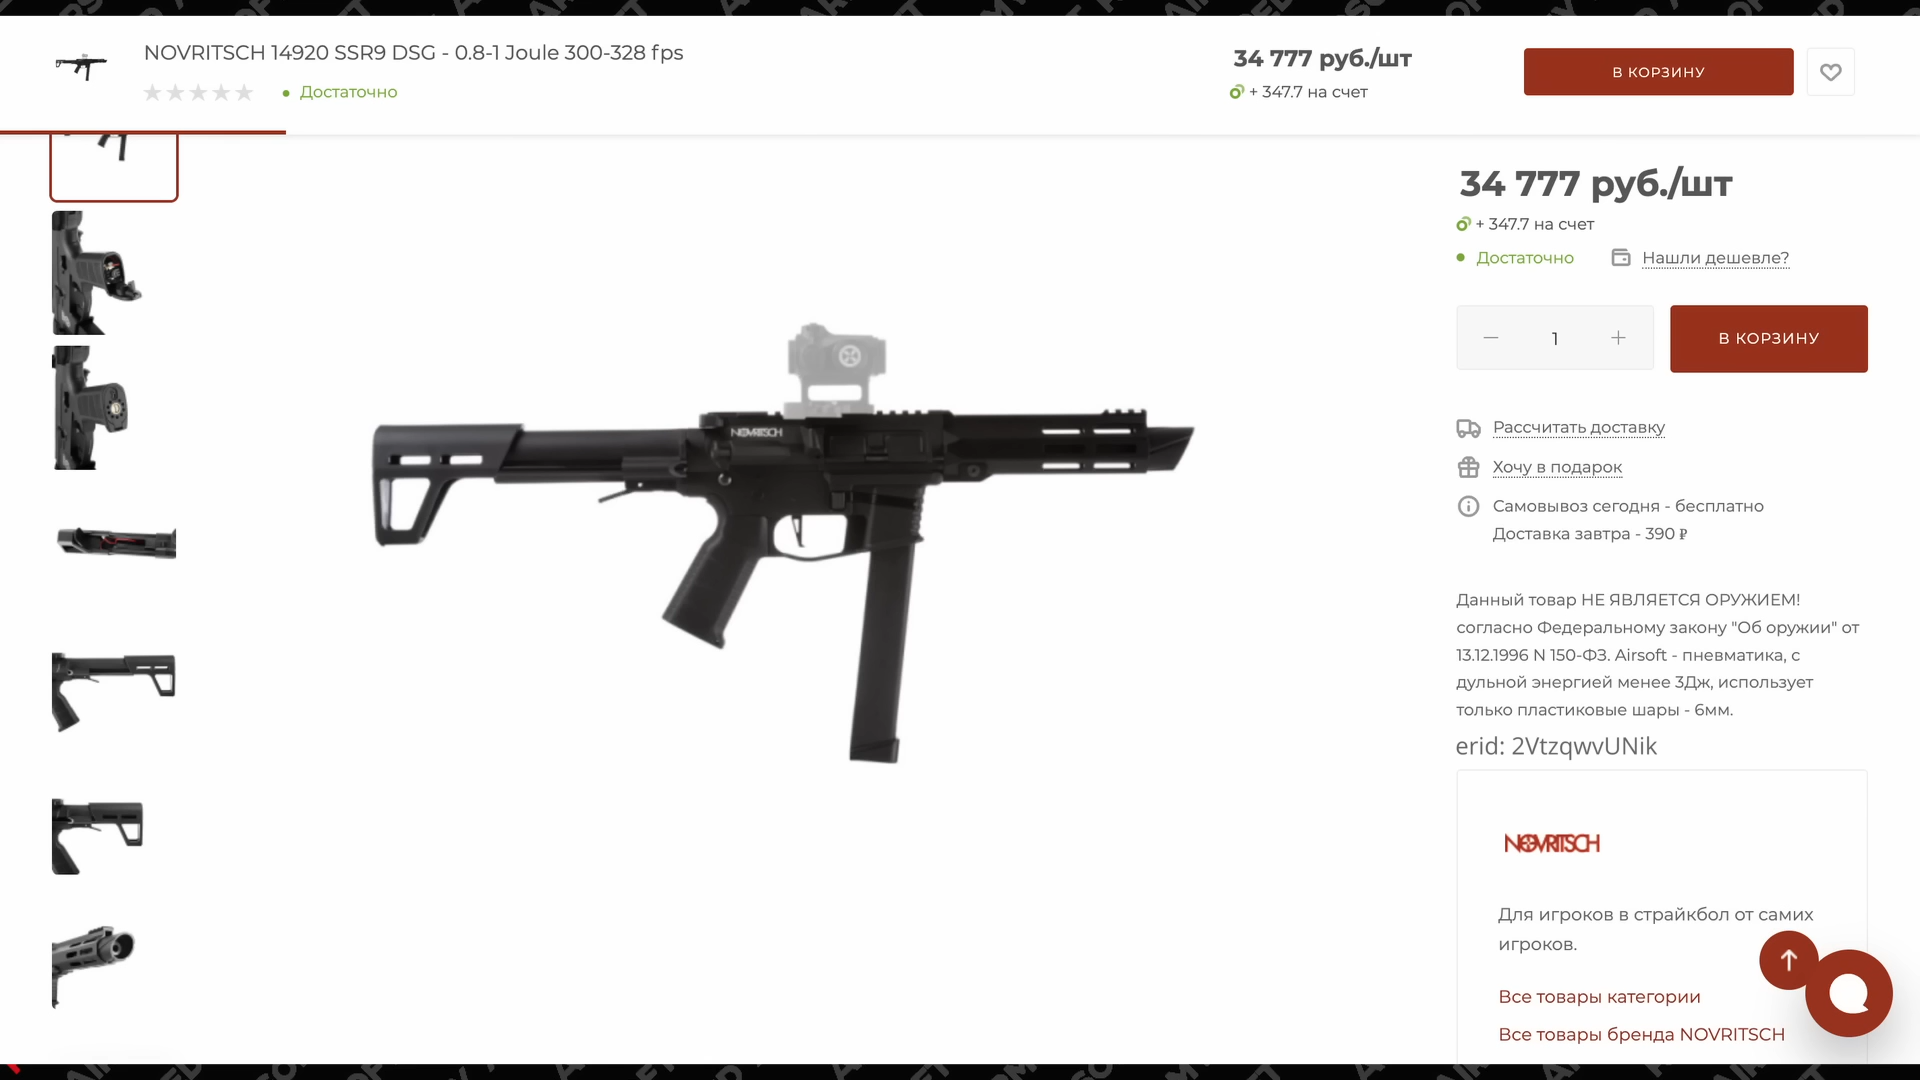 NOVRITSCH 14920 SSR9 DSG - 0.8-1 Joule 300-328 fps
Достаточно
34 777 руб./шт
+ 347.7 на счет
В КОРЗИНУ
34 777 руб./шт
+ 347.7 на счет
Достаточно
Нашли дешевле?
1
В КОРЗИНУ
Рассчитать доставку
Хочу в подарок
Самовывоз сегодня - бесплатно
Доставка завтра - 390 ₽
Данный товар НЕ ЯВЛЯЕТСЯ ОРУЖИЕМ!
согласно Федеральному закону "Об оружии" от
13.12.1996 N 150-ФЗ. Airsoft - пневматика, с
дульной энергией менее 3Дж, использует
только пластиковые шары - 6мм.
erid: 2VtzqwvUNik
NOVRITSCH
NOVRITSCH
Для игроков в страйкбол от самих
игроков.
Все товары категории
Все товары бренда NOVRITSCH